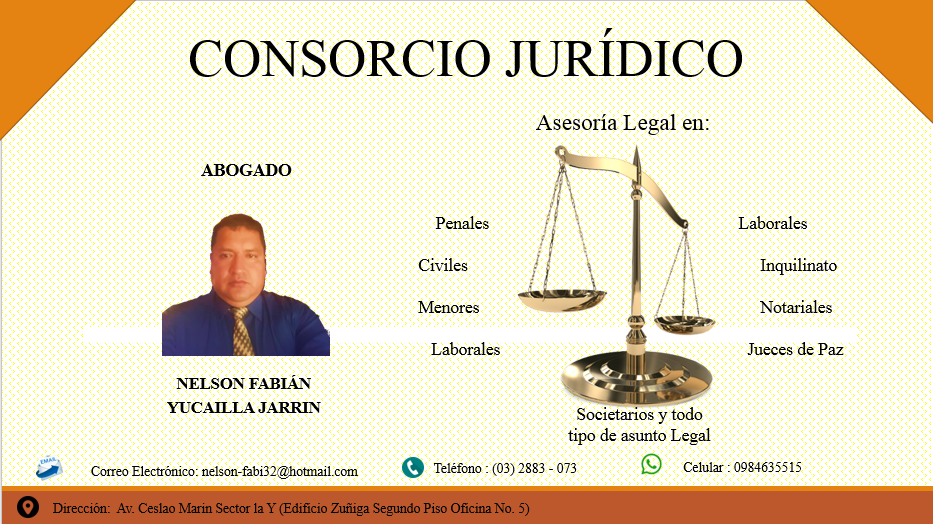 CONSORCIO JURÍDICO
Asesoría Legal en:
ABOGADO
NELSON FABIÁN
YUCAILLA JARRIN
Penales
Civiles
Menores
Laborales
Laborales
Inquilinato
Notariales
Jueces de Paz
Societarios y todo
tipo de asunto Legal
Correo Electrónico: nelson-fabi32@hotmail.com
Teléfono : (03) 2883 - 073
Celular : 0984635515
Dirección: Av. Ceslao Marin Sector la Y (Edificio Zuñiga Segundo Piso Oficina No. 5)